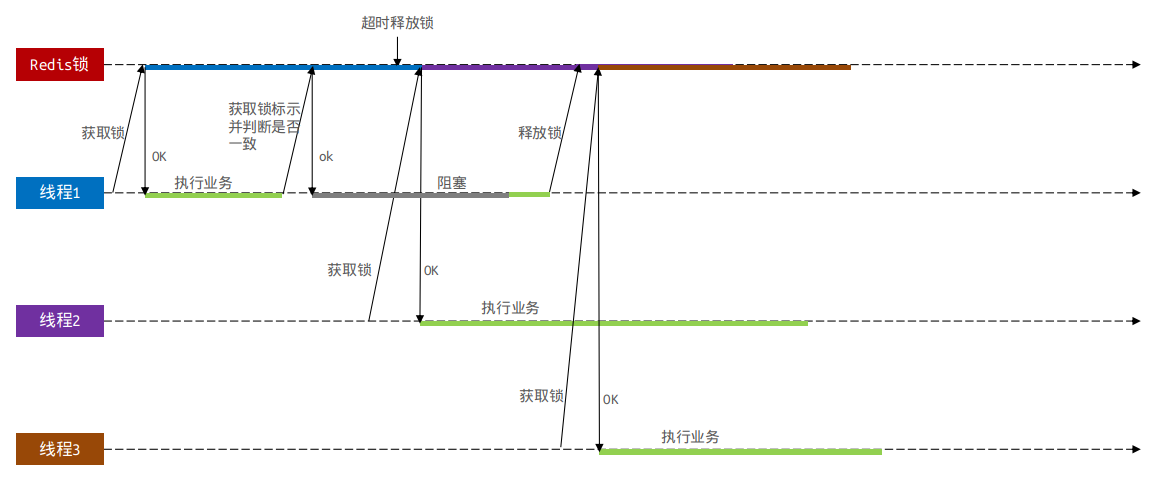 超时释放锁
Redis锁
获取锁
OK
获取锁标示
并判断是否
一致
ok
释放锁
线程1
执行业务
阻塞
获取锁
OK
线程2
执行业务
获取锁
OK
线程3
执行业务